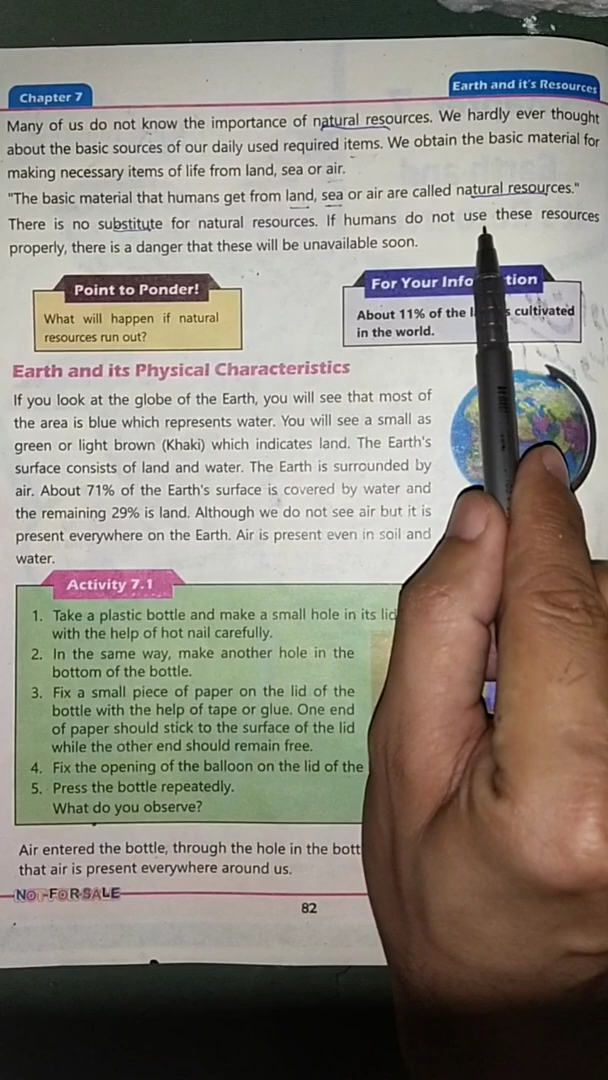 Chapter 7
Earth and it's Resources
Many of us do not know the importance of natural resources. We hardly ever thought
about the basic sources of our daily used required items. We obtain the basic material for
making necessary items of life from land, sea or air.
"The basic material that humans get from land, sea or air are called natural resources."
There is no substitute for natural resources. If humans do not use these resources
properly, there is a danger that these will be unavailable soon.
Point to Ponder!
What will happen if natural
resources run out?
For Your Info tion
About 11% of the l s cultivated
in the world.
Earth and its Physical Characteristics
If you look at the globe of the Earth, you will see that most of
the area is blue which represents water. You will see a small as
green or light brown (Khaki) which indicates land. The Earth's
surface consists of land and water. The Earth is surrounded by
air. About 71% of the Earth's surface is covered by water and
the remaining 29% is land. Although we do not see air but it is
present everywhere on the Earth. Air is present even in soil and
water.
Activity 7.1
1. Take a plastic bottle and make a small hole in its lid
with the help of hot nail carefully.
2. In the same way, make another hole in the
bottom of the bottle.
3. Fix a small piece of paper on the lid of the
bottle with the help of tape or glue. One end
of paper should stick to the surface of the lid
while the other end should remain free.
4. Fix the opening of the balloon on the lid of the
5. Press the bottle repeatedly.
What do you observe?
Air entered the bottle, through the hole in the bott
that air is present everywhere around us.
NOT FOR SALE
82